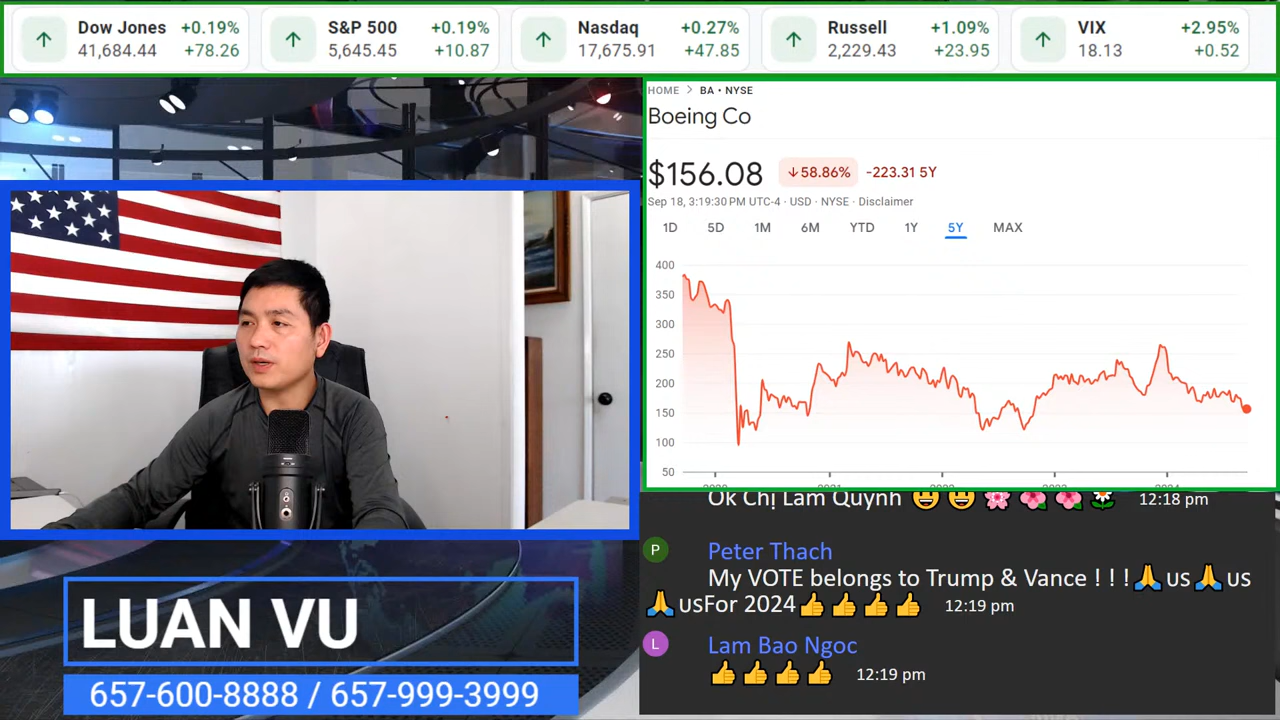 Dow Jones +0.19%
41,684.44 +78.26
S&P 500 +0.19%
5,645.45 +10.87
Nasdaq +0.27%
17,675.91 +47.85
Russell +1.09%
2,229.43 +23.95
VIX +2.95%
18.13 +0.52
HOME > BA • NYSE
Boeing Co
$156.08 ↓58.86% -223.31 5Y
Sep 18, 3:19:30 PM UTC-4 · USD · NYSE · Disclaimer
1D 5D 1M 6M YTD 1Y 5Y MAX
400
350
300
250
200
150
100
50
Ok Chị Lam Quynh 😀😀🌸🌺🌺🌼 12:18 pm
P Peter Thach
My VOTE belongs to Trump & Vance ! ! !🙏us🙏us
🙏usFor 2024👍👍👍👍 12:19 pm
L Lam Bao Ngoc
👍👍👍👍 12:19 pm
LUAN VU
657-600-8888 / 657-999-3999